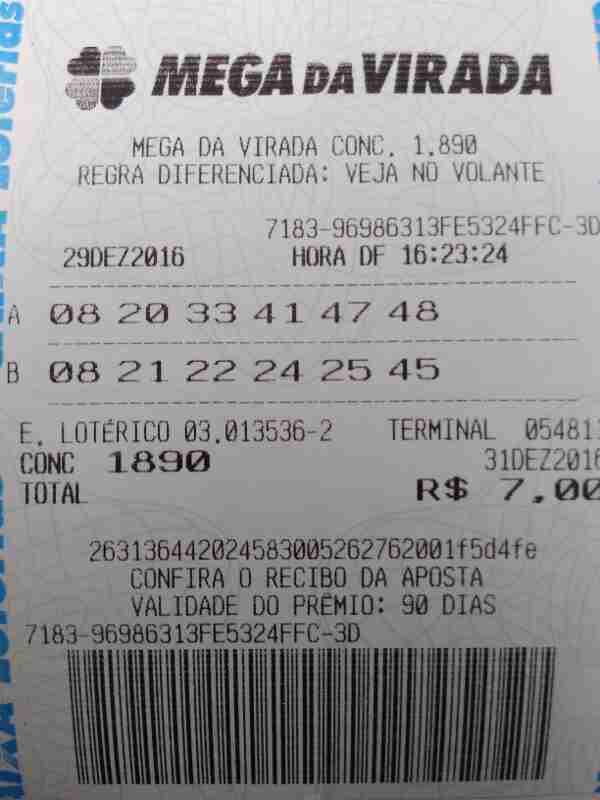 MEGA DA VIRADA
MEGA DA VIRADA CONC. 1.890
REGRA DIFERENCIADA: VEJA NO VOLANTE
7183-96986313FE5324FFC-3D
29DEZ2016 HORA DF 16:23:24
A 08 20 33 41 47 48
B 08 21 22 24 25 45
E. LOTÉRICO 03.013536-2 TERMINAL 054811
CONC 1890 31DEZ2016
TOTAL R$ 7,00
263136442024583005262762001f5d4fe
CONFIRA O RECIBO DA APOSTA
VALIDADE DO PRÊMIO: 90 DIAS
7183-96986313FE5324FFC-3D